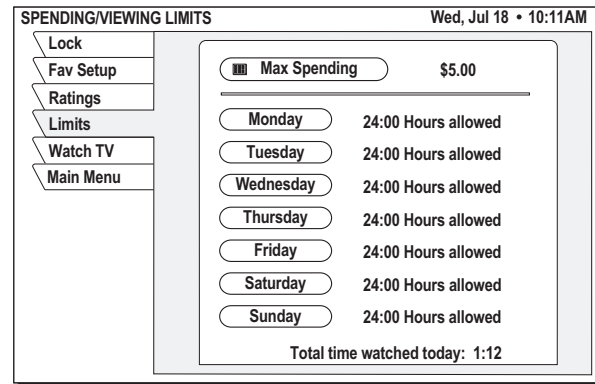 SPENDING/VIEWING LIMITS Wed, Jul 18 • 10:11AM
Lock
Fav Setup
Ratings
Limits
Watch TV
Main Menu
Max Spending $5.00
Monday 24:00 Hours allowed
Tuesday 24:00 Hours allowed
Wednesday 24:00 Hours allowed
Thursday 24:00 Hours allowed
Friday 24:00 Hours allowed
Saturday 24:00 Hours allowed
Sunday 24:00 Hours allowed
Total time watched today: 1:12